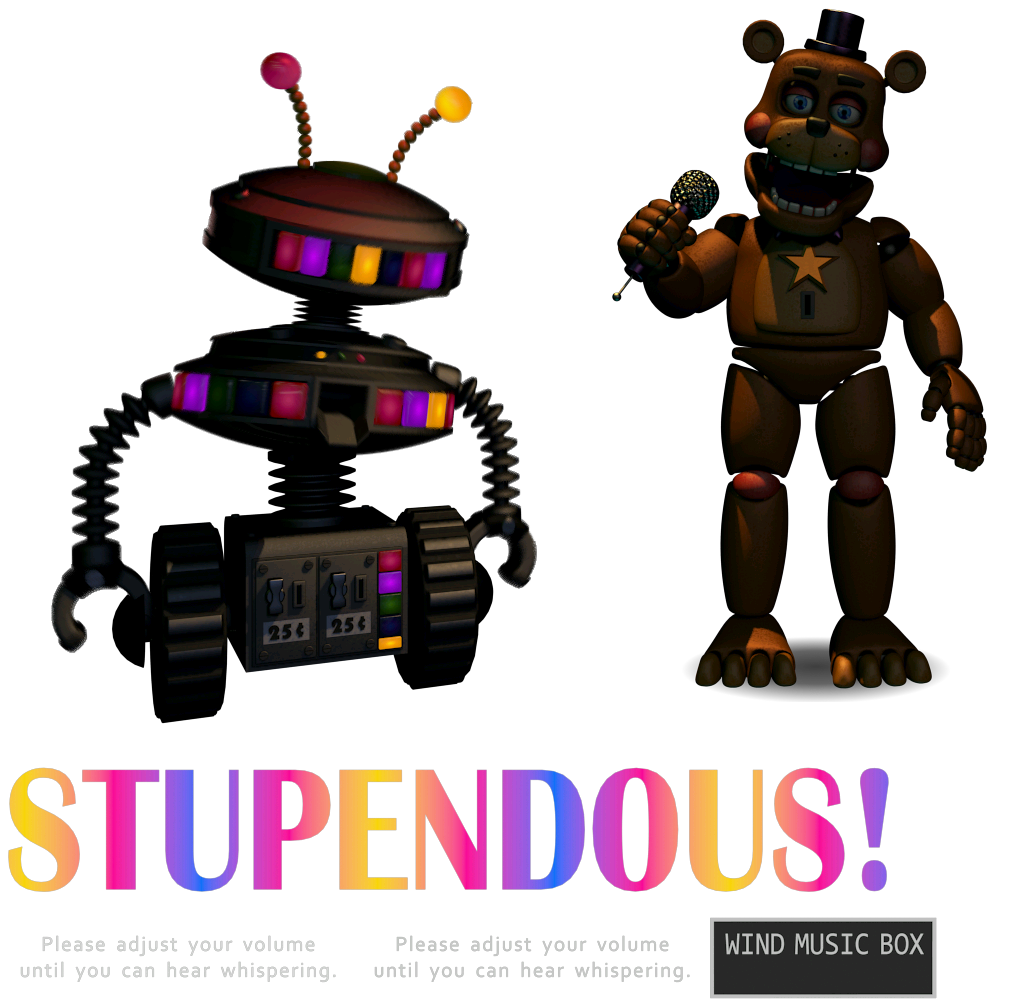 25¢ 25¢
STUPENDOUS!
Please adjust your volume
until you can hear whispering.
Please adjust your volume
until you can hear whispering.
WIND MUSIC BOX